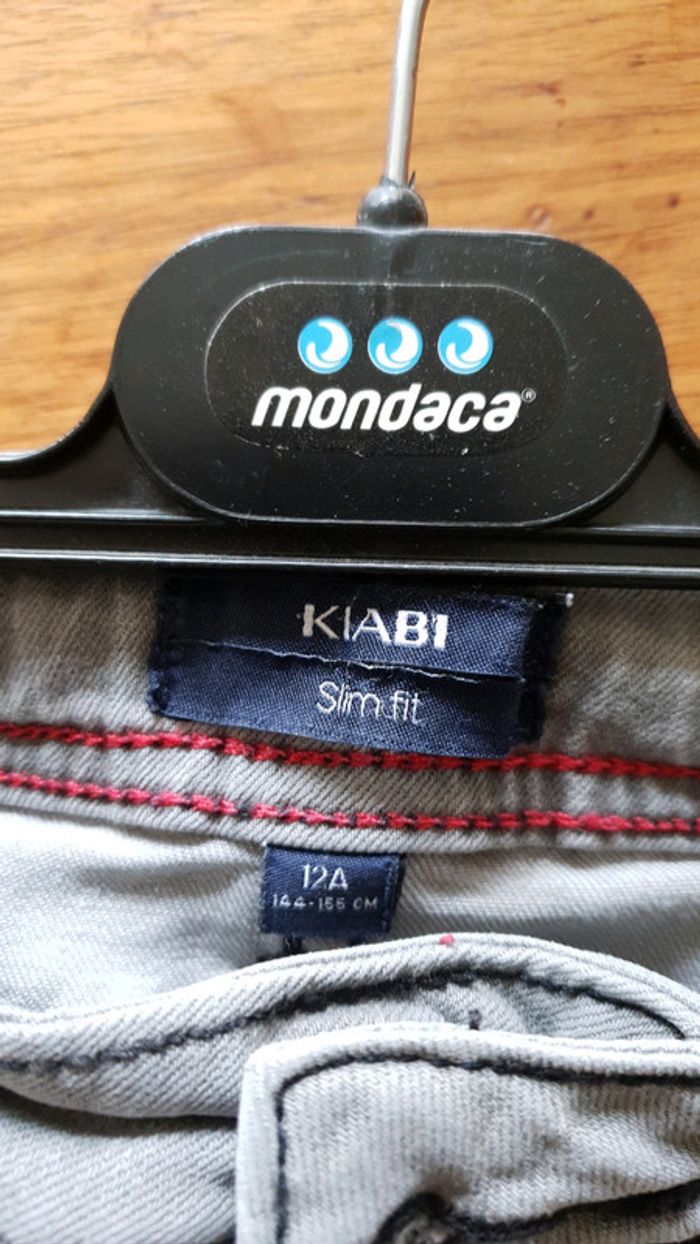 mondaca®
KIABI
Slim fit
12A
144-155 CM